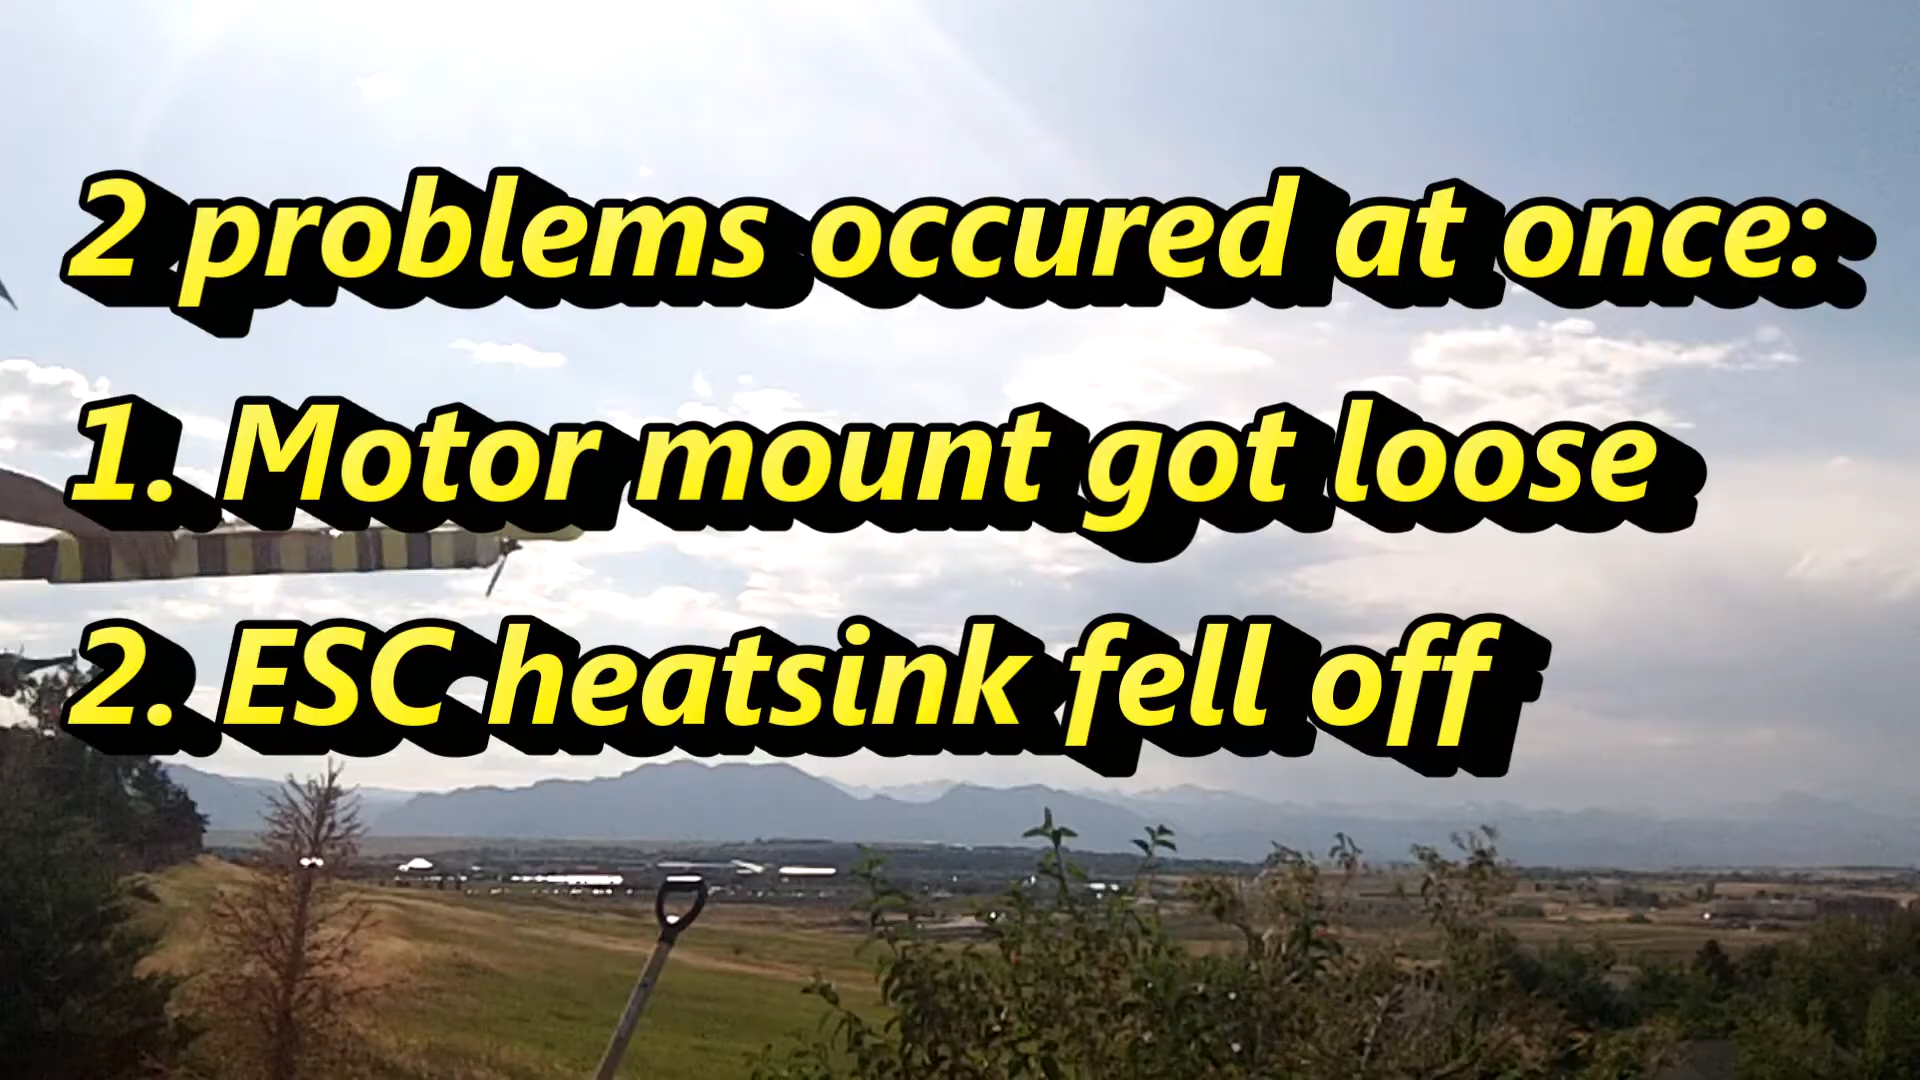 2 problems occured at once:
1. Motor mount got loose
2. ESC heatsink fell off